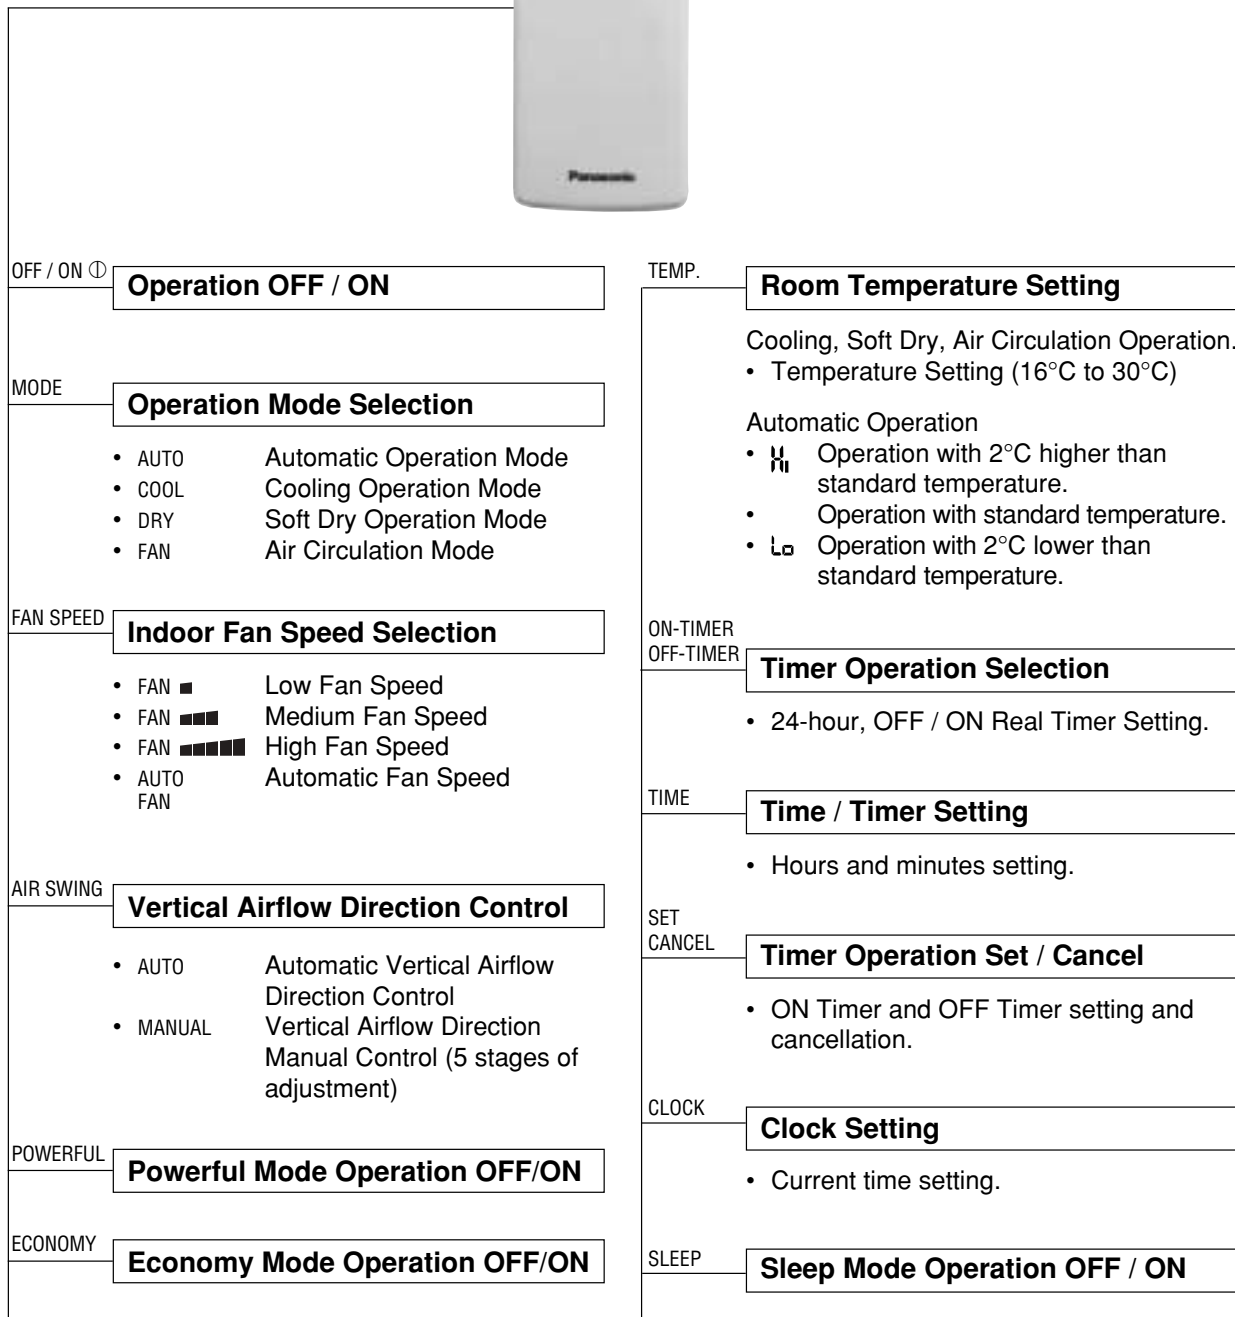 Panasonic
OFF / ON ⏼
Operation OFF / ON
MODE
Operation Mode Selection
• AUTO Automatic Operation Mode
• COOL Cooling Operation Mode
• DRY Soft Dry Operation Mode
• FAN Air Circulation Mode
FAN SPEED
Indoor Fan Speed Selection
• FAN Low Fan Speed
• FAN Medium Fan Speed
• FAN High Fan Speed
• AUTO Automatic Fan Speed
FAN
AIR SWING
Vertical Airflow Direction Control
• AUTO Automatic Vertical Airflow
Direction Control
• MANUAL Vertical Airflow Direction
Manual Control (5 stages of
adjustment)
POWERFUL
Powerful Mode Operation OFF/ON
ECONOMY
Economy Mode Operation OFF/ON
TEMP.
Room Temperature Setting
Cooling, Soft Dry, Air Circulation Operation.
• Temperature Setting (16°C to 30°C)
Automatic Operation
• HI Operation with 2°C higher than
standard temperature.
• Operation with standard temperature.
• Lo Operation with 2°C lower than
standard temperature.
ON-TIMER
OFF-TIMER
Timer Operation Selection
• 24-hour, OFF / ON Real Timer Setting.
TIME
Time / Timer Setting
• Hours and minutes setting.
SET
CANCEL
Timer Operation Set / Cancel
• ON Timer and OFF Timer setting and
cancellation.
CLOCK
Clock Setting
• Current time setting.
SLEEP
Sleep Mode Operation OFF / ON